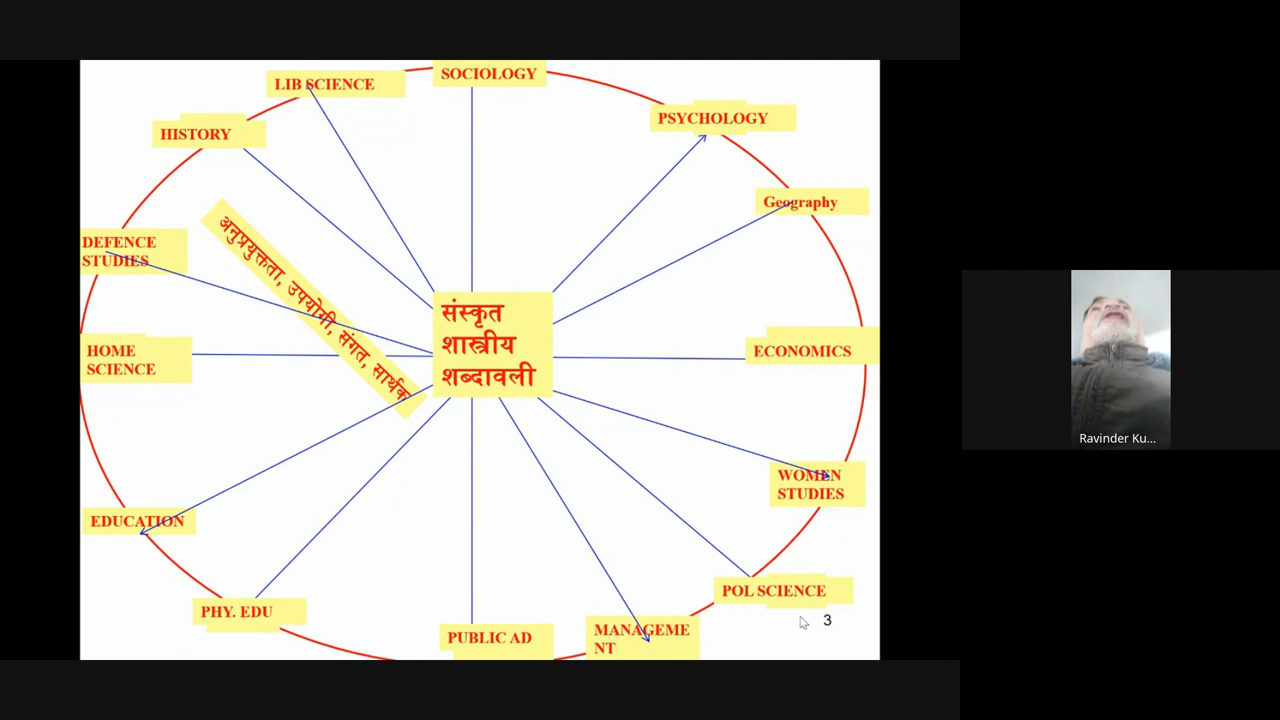 SOCIOLOGY
LIB SCIENCE
PSYCHOLOGY
HISTORY
Geography
DEFENCE
STUDIES
अनुप्रयुक्तता, उपयोगी, संगत, सार्थक
संस्कृत
शास्त्रीय
शब्दावली
HOME
SCIENCE
ECONOMICS
WOMEN
STUDIES
EDUCATION
POL SCIENCE
PHY. EDU
PUBLIC AD
MANAGEME
NT
3
Ravinder Ku...